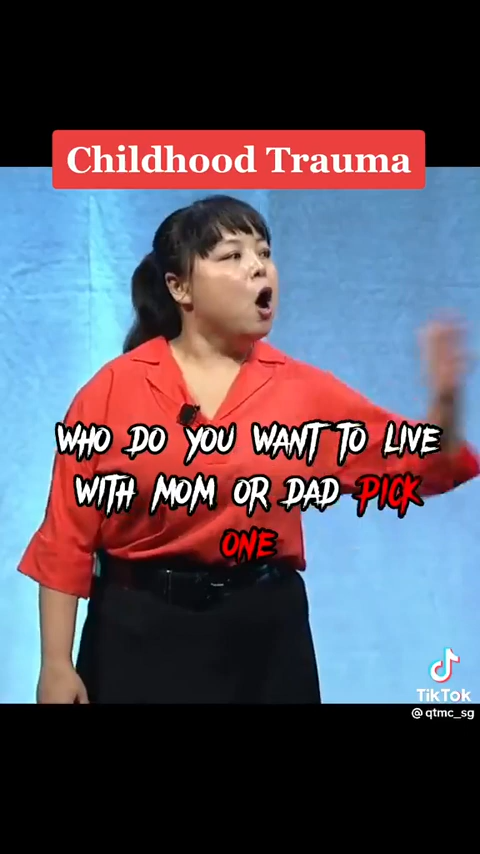 Childhood Trauma
WHO DO YOU WANT TO LIVE
WITH MOM OR DAD PICK
ONE
TikTok
@qtmc_sg